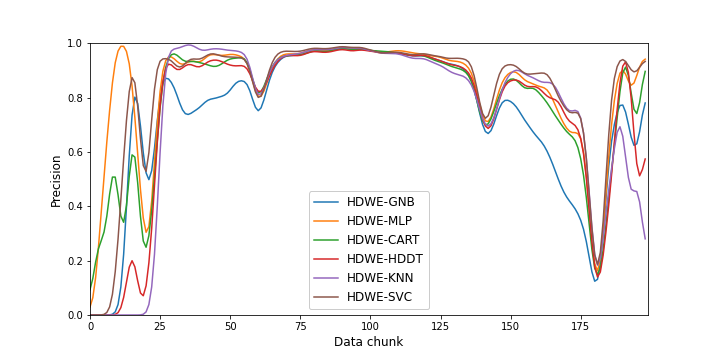 1.0
0.8
0.6
0.4
0.2
0.0
Precision
HDWE-GNB
HDWE-MLP
HDWE-CART
HDWE-HDDT
HDWE-KNN
HDWE-SVC
0 25 50 75 100 125 150 175
Data chunk